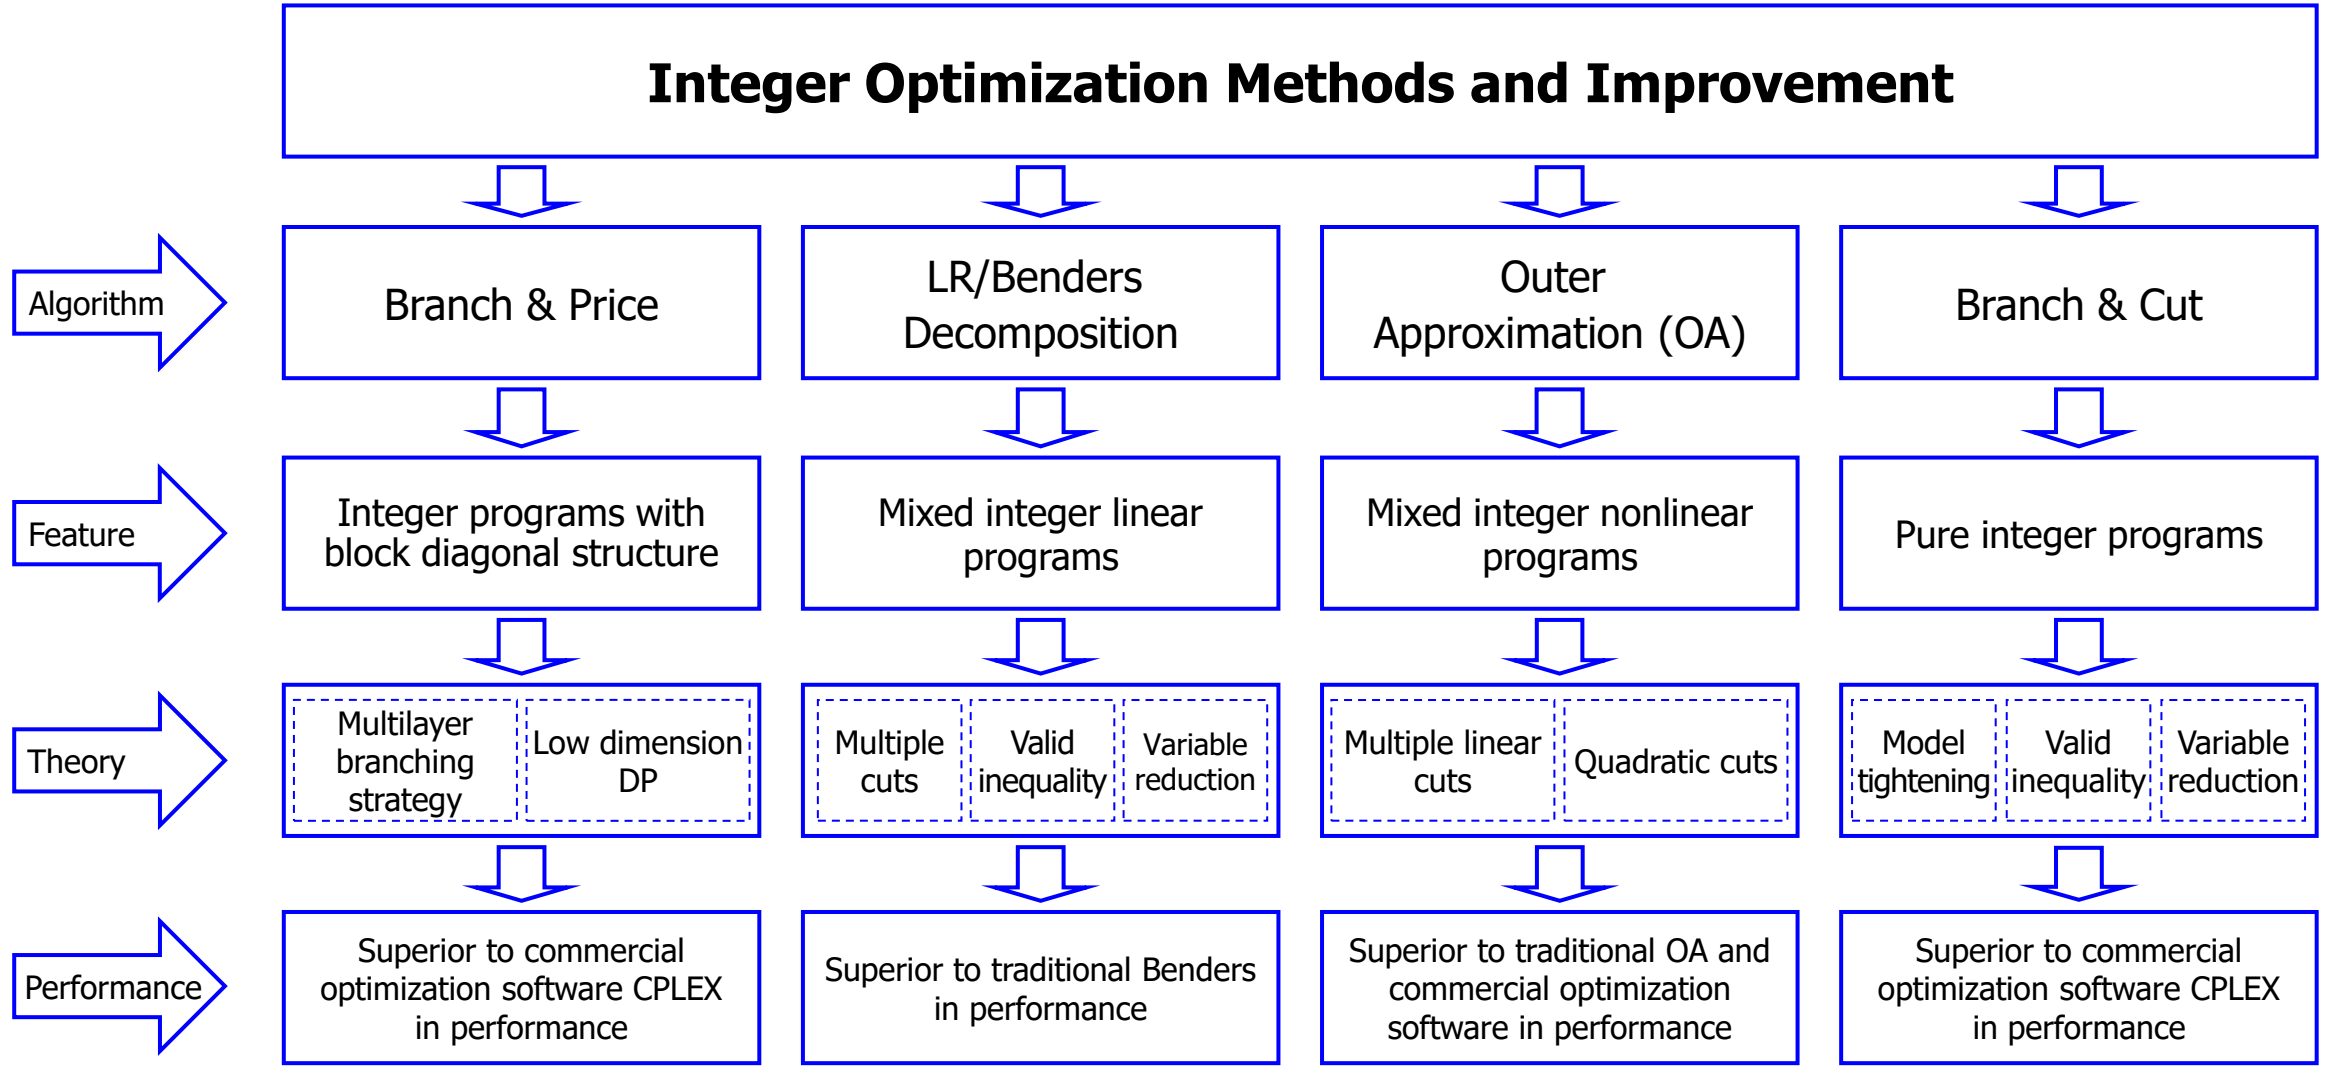 Integer Optimization Methods and Improvement
Algorithm
Branch & Price
LR/Benders
Decomposition
Outer
Approximation (OA)
Branch & Cut
Feature
Integer programs with
block diagonal structure
Mixed integer linear
programs
Mixed integer nonlinear
programs
Pure integer programs
Theory
Multilayer
branching
strategy
Low dimension
DP
Multiple
cuts
Valid
inequality
Variable
reduction
Multiple linear
cuts
Quadratic cuts
Model
tightening
Valid
inequality
Variable
reduction
Performance
Superior to commercial
optimization software CPLEX
in performance
Superior to traditional Benders
in performance
Superior to traditional OA and
commercial optimization
software in performance
Superior to commercial
optimization software CPLEX
in performance